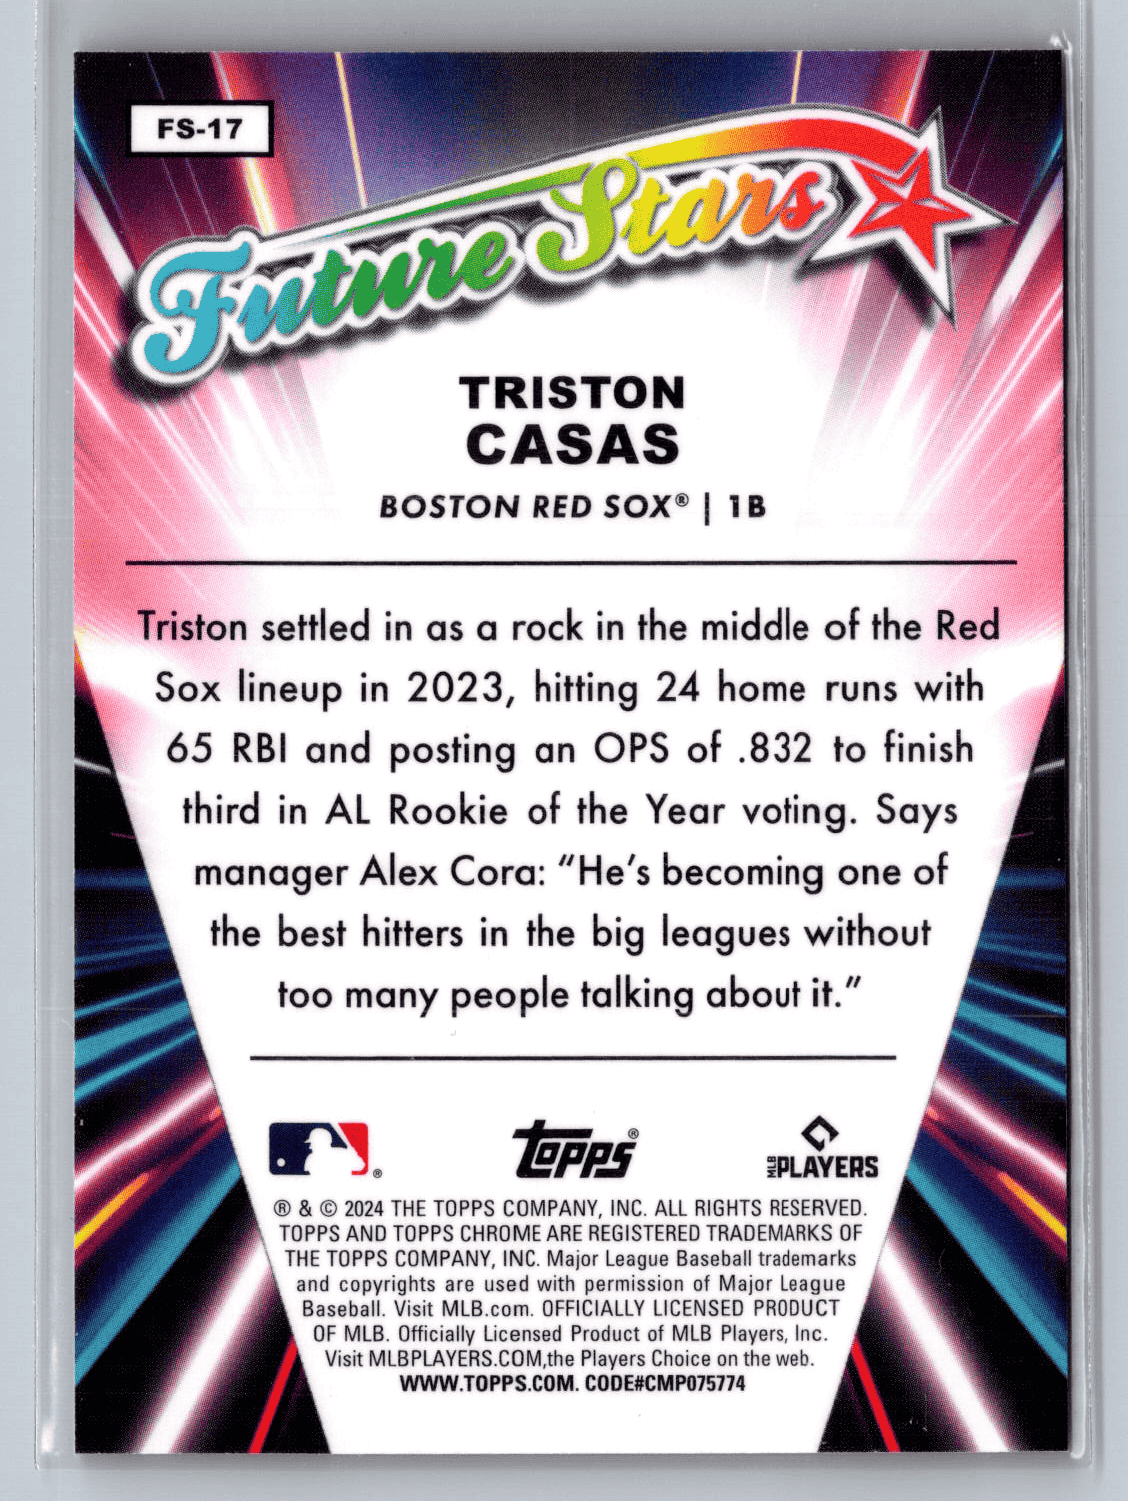 FS-17
Future Stars
TRISTON
CASAS
BOSTON RED SOX® | 1B
Triston settled in as a rock in the middle of the Red
Sox lineup in 2023, hitting 24 home runs with
65 RBI and posting an OPS of .832 to finish
third in AL Rookie of the Year voting. Says
manager Alex Cora: “He’s becoming one of
the best hitters in the big leagues without
too many people talking about it.”
®
topps®
MLB PLAYERS
® & © 2024 THE TOPPS COMPANY, INC. ALL RIGHTS RESERVED.
TOPPS AND TOPPS CHROME ARE REGISTERED TRADEMARKS OF
THE TOPPS COMPANY, INC. Major League Baseball trademarks
and copyrights are used with permission of Major League
Baseball. Visit MLB.com. OFFICIALLY LICENSED PRODUCT
OF MLB. Officially Licensed Product of MLB Players, Inc.
Visit MLBPLAYERS.COM,the Players Choice on the web.
WWW.TOPPS.COM. CODE#CMP075774